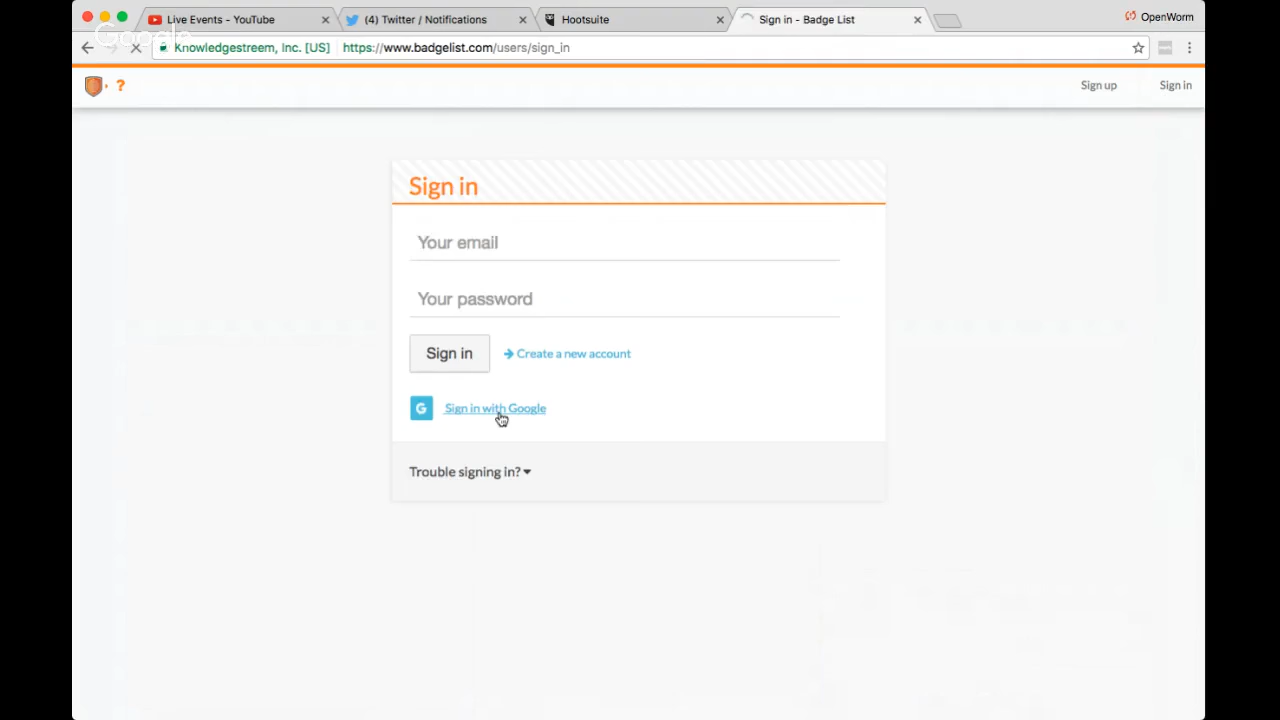 Live Events - YouTube
(4) Twitter / Notifications
Hootsuite
Sign in - Badge List
OpenWorm
Google
Knowledgestreem, Inc. [US]
https://www.badgelist.com/users/sign_in
?
Sign up
Sign in
Sign in
Your email
Your password
Sign in
Create a new account
G
Sign in with Google
Trouble signing in?